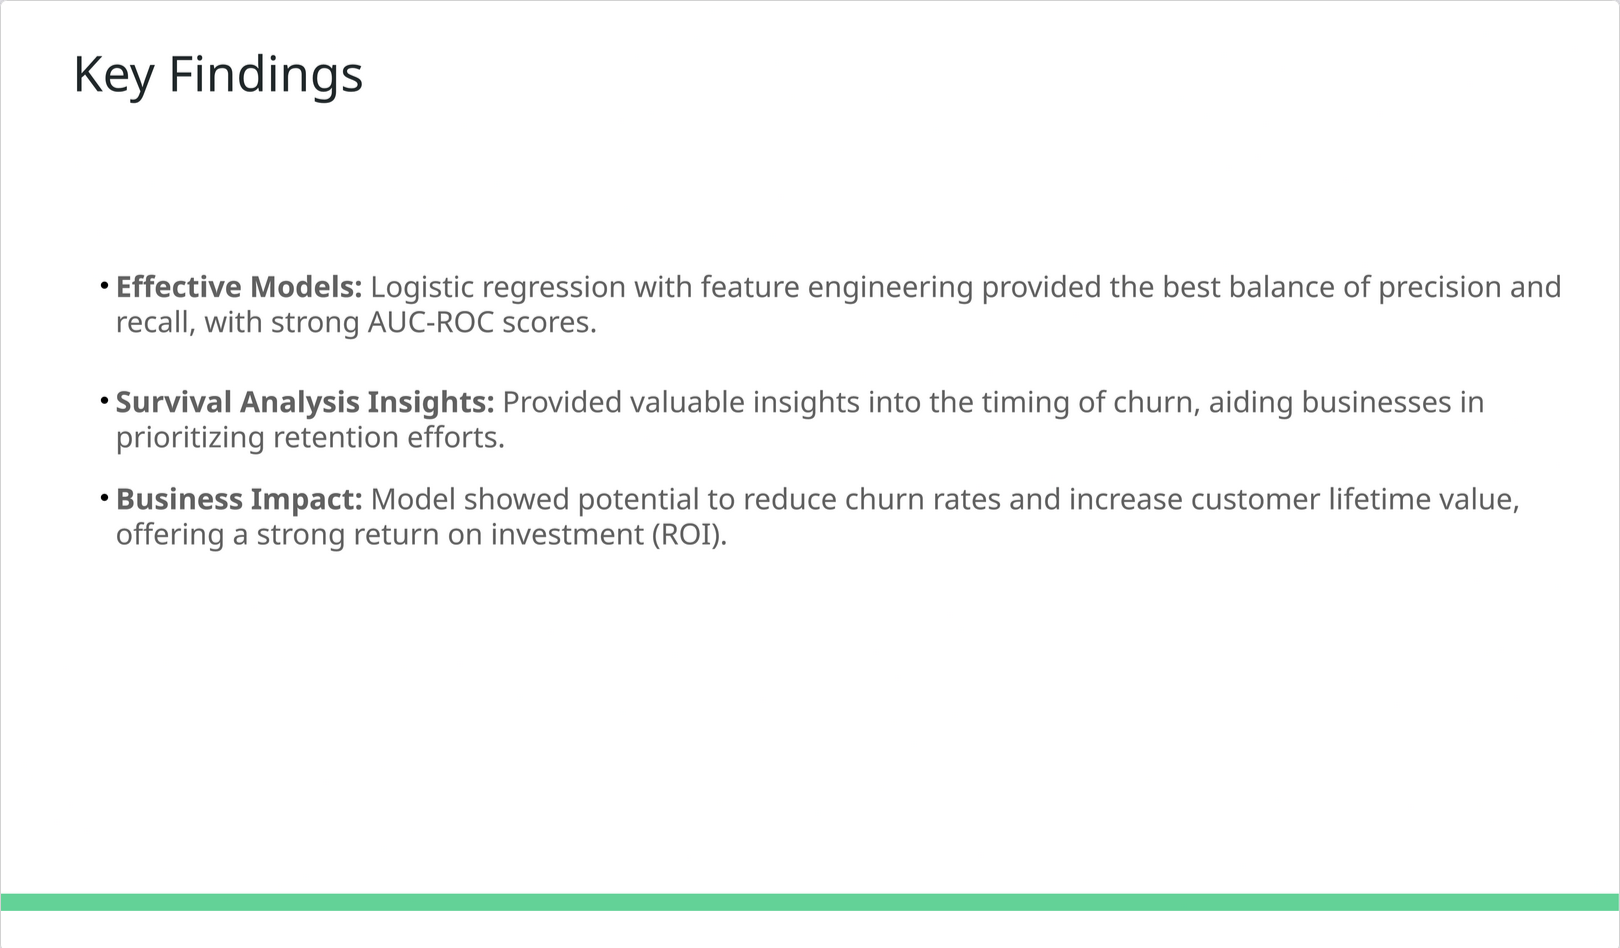 Key Findings
• Effective Models: Logistic regression with feature engineering provided the best balance of precision and
recall, with strong AUC-ROC scores.
• Survival Analysis Insights: Provided valuable insights into the timing of churn, aiding businesses in
prioritizing retention efforts.
• Business Impact: Model showed potential to reduce churn rates and increase customer lifetime value,
offering a strong return on investment (ROI).